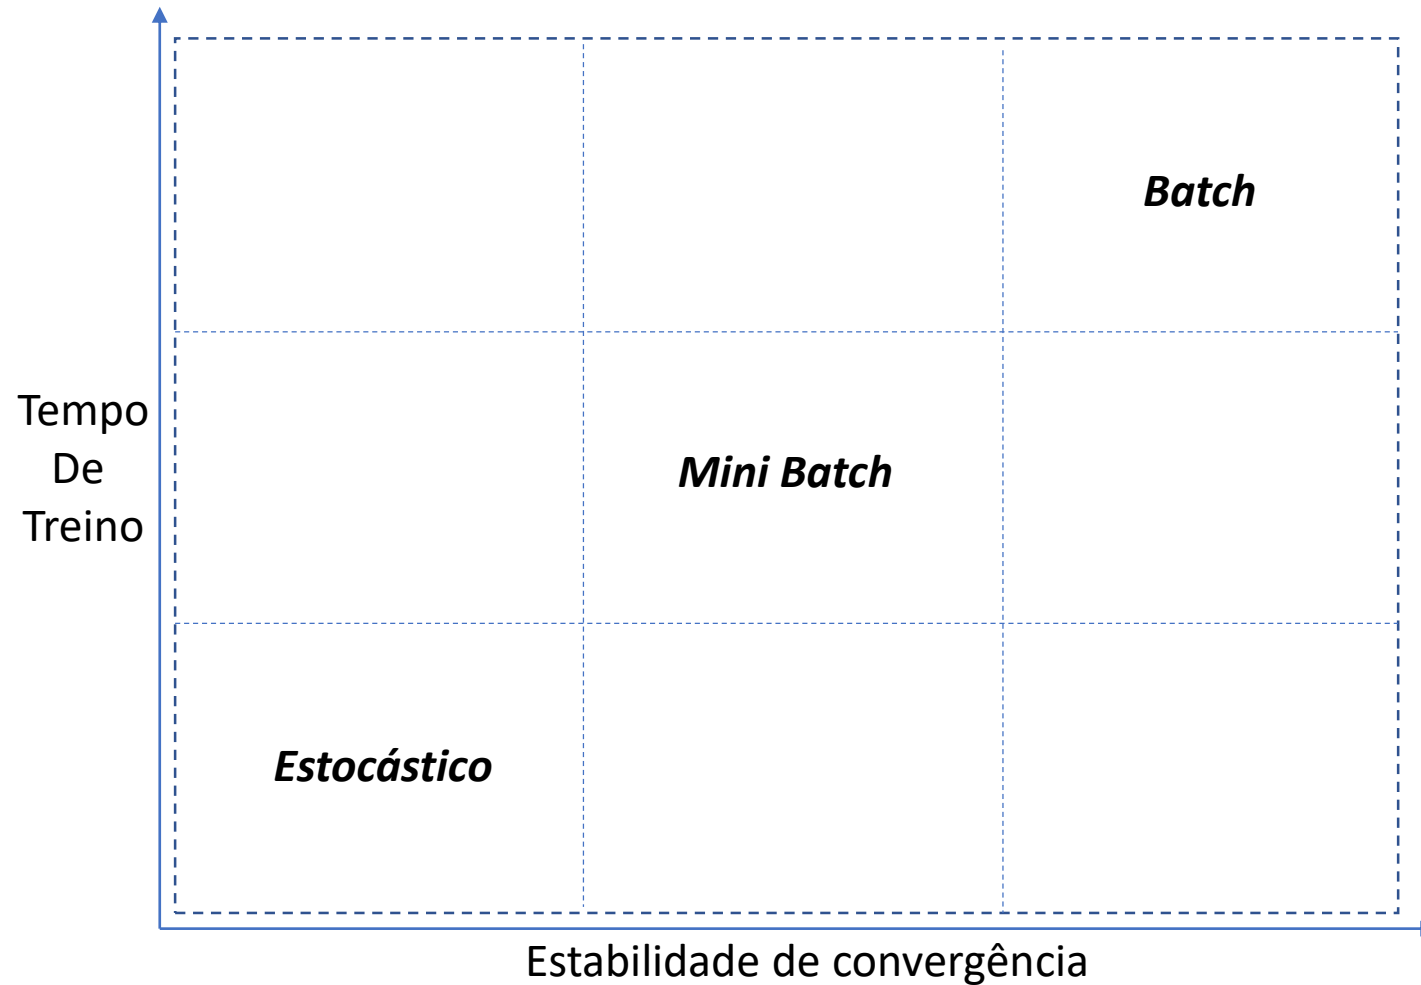 Batch
Tempo
De
Treino
Mini Batch
Estocástico
Estabilidade de convergência